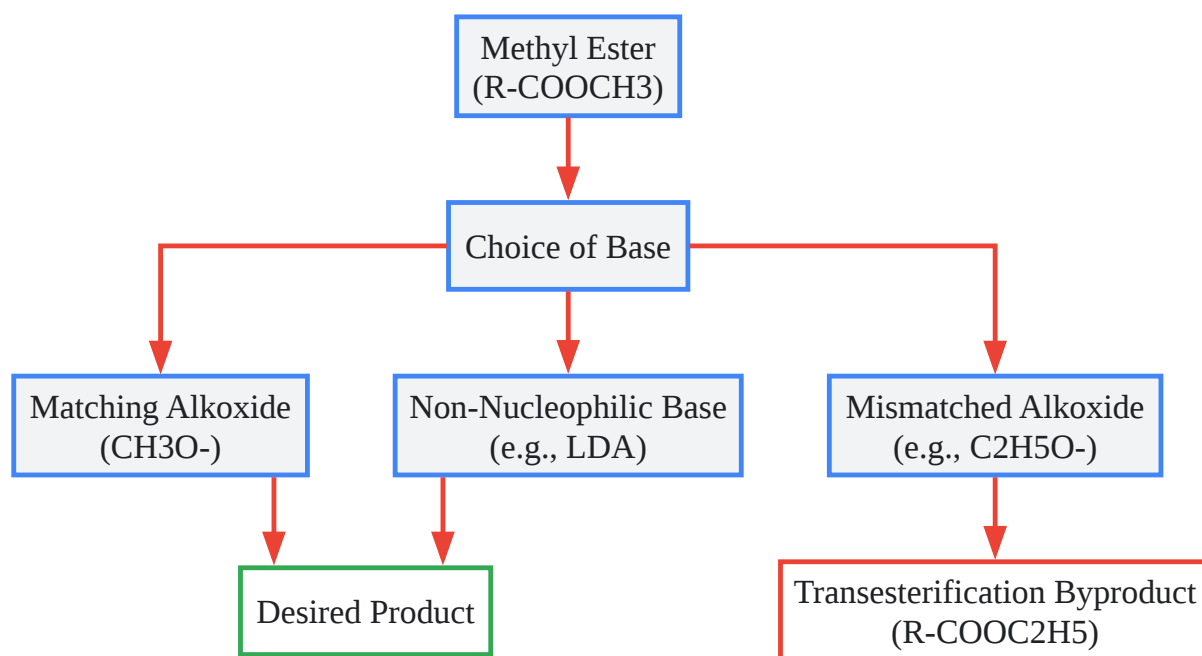 Methyl Ester
(R-COOCH3)
Choice of Base
Matching Alkoxide
(CH3O-)
Non-Nucleophilic Base
(e.g., LDA)
Mismatched Alkoxide
(e.g., C2H5O-)
Desired Product
Transesterification Byproduct
(R-COOC2H5)